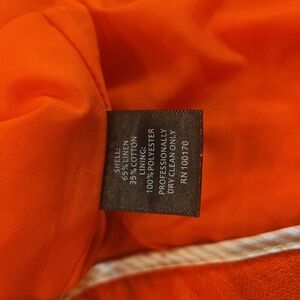 SHELL:
65% LINEN
35% COTTON
LINING:
100% POLYESTER
PROFESSIONALLY
DRY CLEAN ONLY
RN 100170